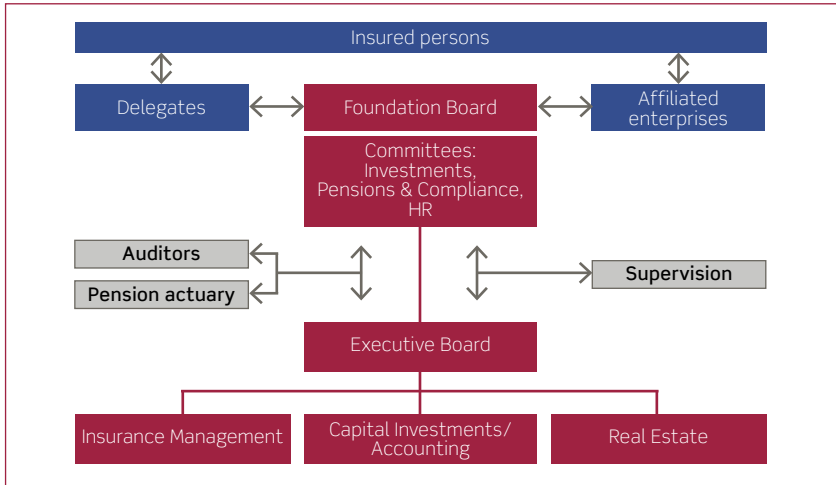 Insured persons
Delegates
Foundation Board
Affiliated
enterprises
Committees:
Investments,
Pensions & Compliance,
HR
Auditors
Pension actuary
Supervision
Executive Board
Insurance Management
Capital Investments/
Accounting
Real Estate